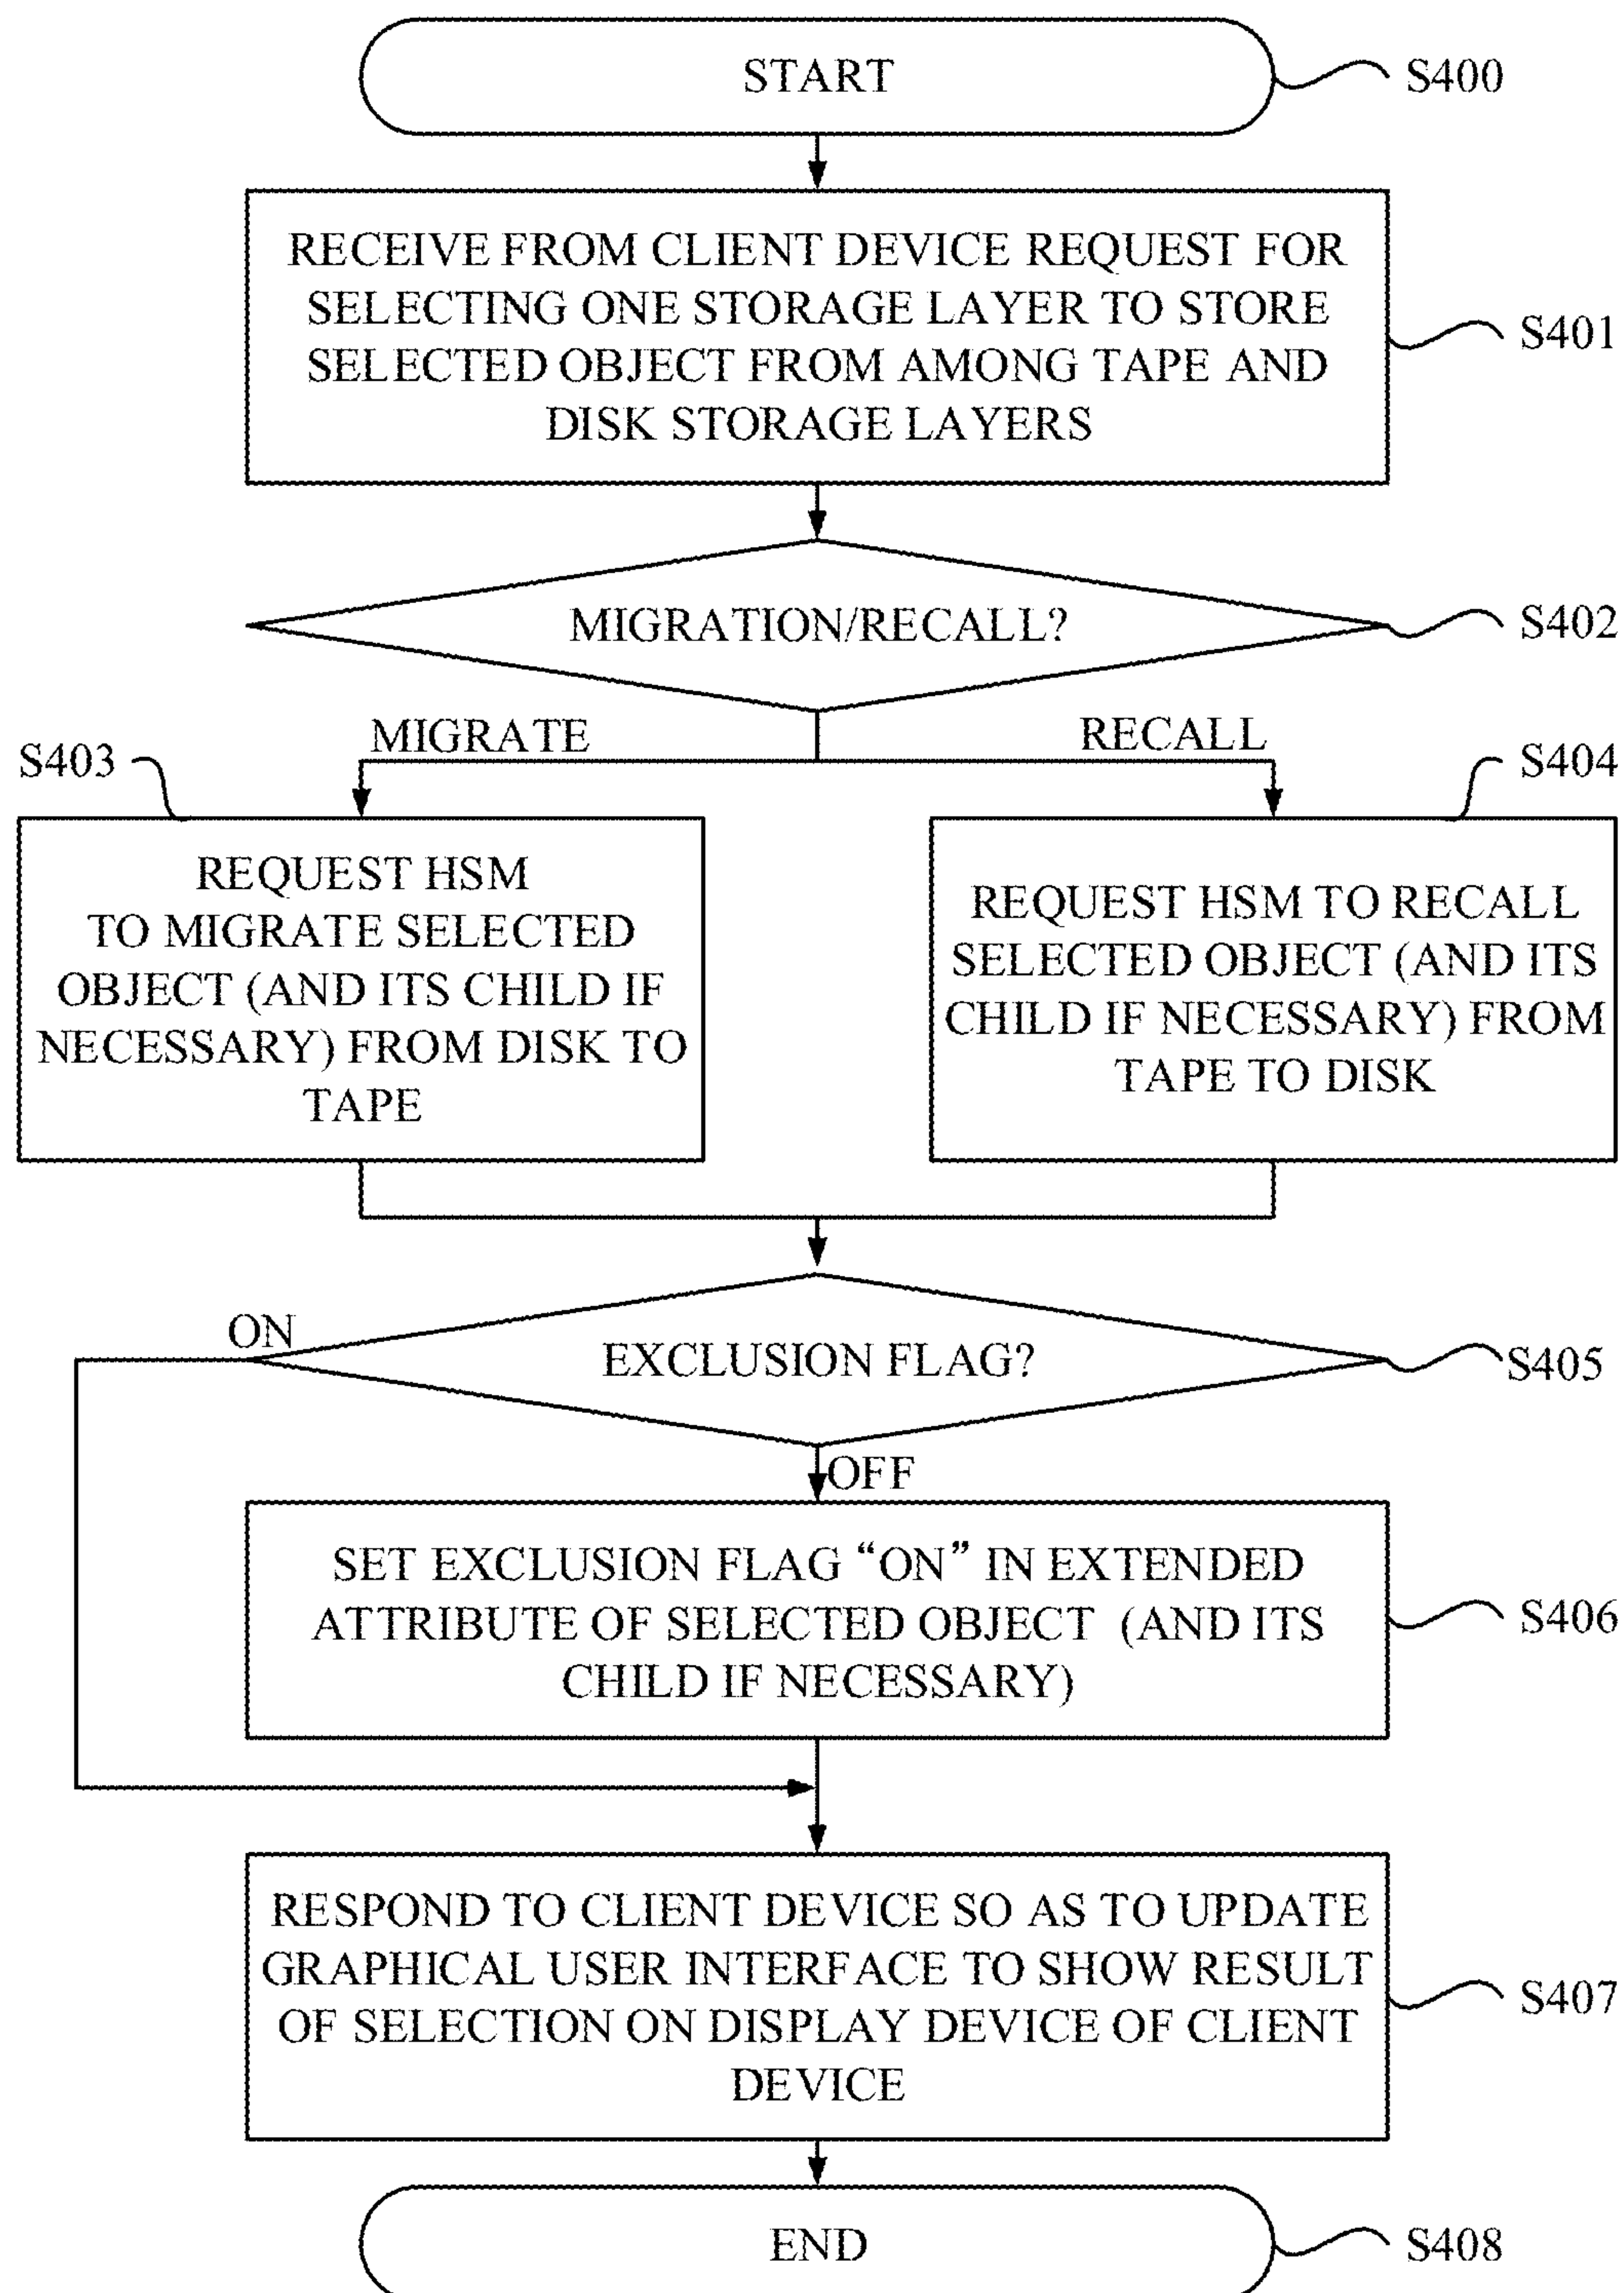 START
S400
RECEIVE FROM CLIENT DEVICE REQUEST FOR
SELECTING ONE STORAGE LAYER TO STORE
SELECTED OBJECT FROM AMONG TAPE AND
DISK STORAGE LAYERS
S401
MIGRATION/RECALL?
S402
MIGRATE
RECALL
S403
S404
REQUEST HSM
TO MIGRATE SELECTED
OBJECT (AND ITS CHILD IF
NECESSARY) FROM DISK TO
TAPE
REQUEST HSM TO RECALL
SELECTED OBJECT (AND ITS
CHILD IF NECESSARY) FROM
TAPE TO DISK
ON
EXCLUSION FLAG?
S405
OFF
SET EXCLUSION FLAG “ON” IN EXTENDED
ATTRIBUTE OF SELECTED OBJECT (AND ITS
CHILD IF NECESSARY)
S406
RESPOND TO CLIENT DEVICE SO AS TO UPDATE
GRAPHICAL USER INTERFACE TO SHOW RESULT
OF SELECTION ON DISPLAY DEVICE OF CLIENT
DEVICE
S407
END
S408